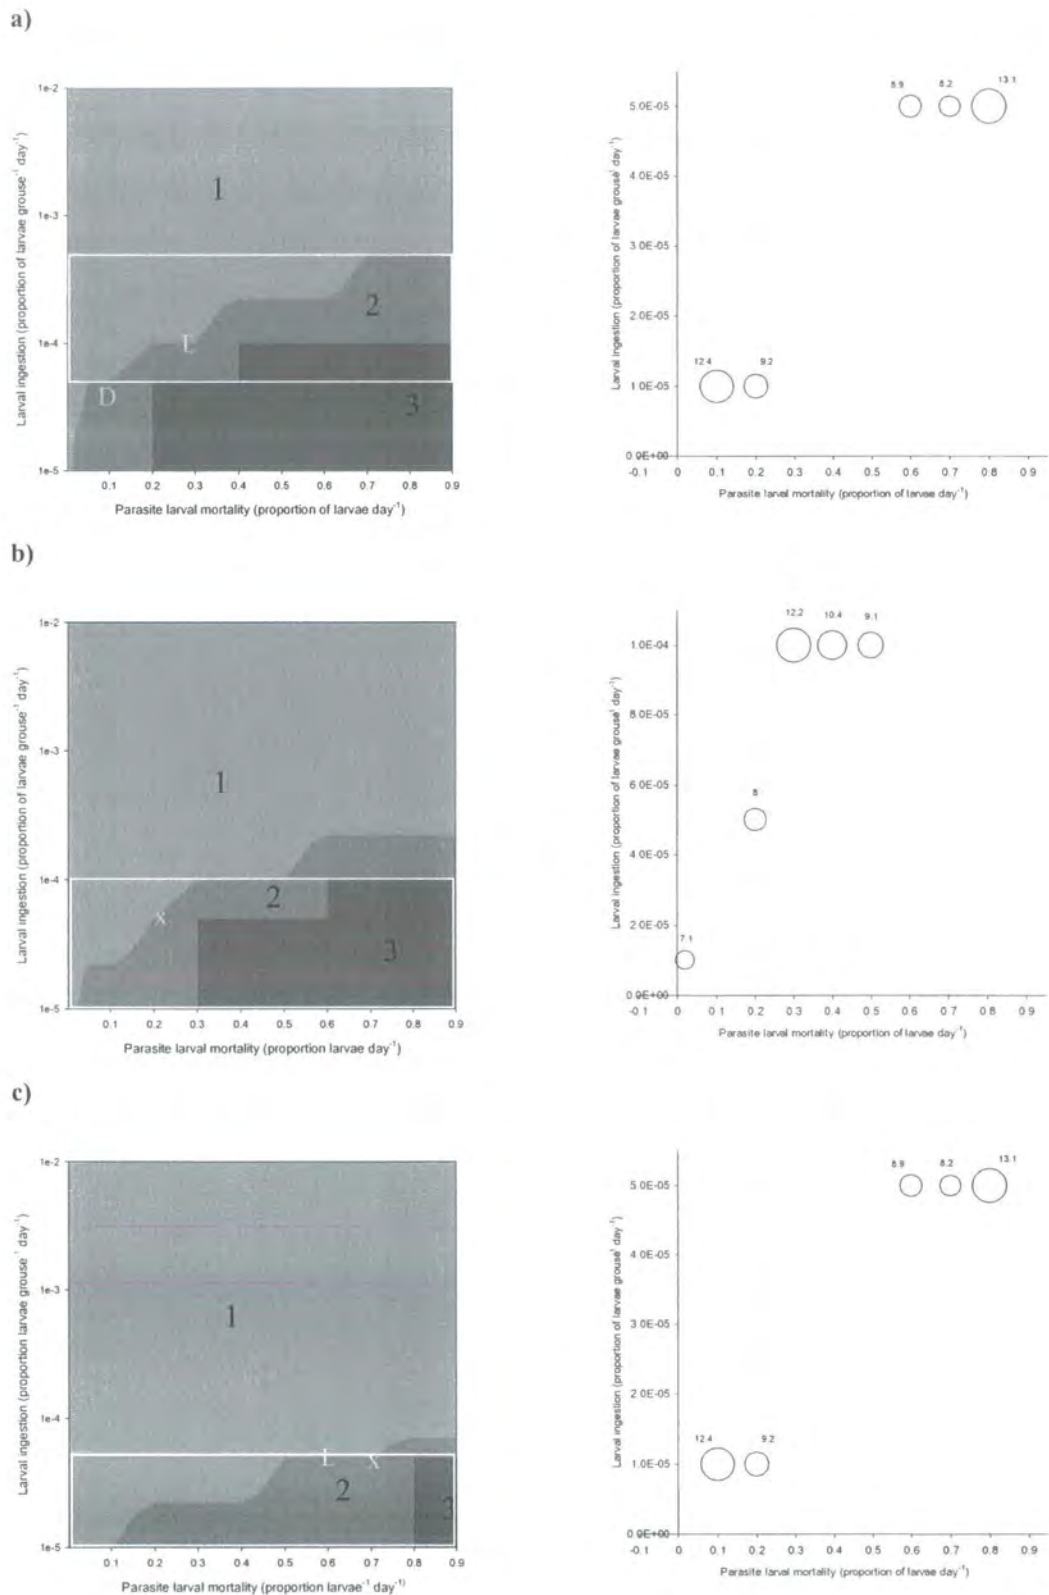 a)
Larval ingestion (proportion of larvae grouse⁻¹ day⁻¹)
1e-2
1e-3
1e-4
1e-5
1
2
3
L
D
0.1 0.2 0.3 0.4 0.5 0.6 0.7 0.8 0.9
Parasite larval mortality (proportion of larvae day⁻¹)
Larval ingestion (proportion of larvae grouse¹ day¹)
5.0E-05
4.0E-05
3.0E-05
2.0E-05
1.0E-05
0.0E+00
8.9 8.2 13.1
12.4 9.2
-0.1 0 0.1 0.2 0.3 0.4 0.5 0.6 0.7 0.8 0.9
Parasite larval mortality (proportion of larvae day⁻¹)
b)
Larval ingestion (proportion of larvae grouse⁻¹ day⁻¹)
1e-2
1e-3
1e-4
1e-5
1
2
3
x
0.1 0.2 0.3 0.4 0.5 0.6 0.7 0.8 0.9
Parasite larval mortality (proportion larvae day⁻¹)
Larval ingestion (proportion of larvae grouse¹ day¹)
1.0E-04
8.0E-05
6.0E-05
4.0E-05
2.0E-05
0.0E+00
12.2 10.4 9.1
8
7.1
-0.1 0 0.1 0.2 0.3 0.4 0.5 0.6 0.7 0.8 0.9
Parasite larval mortality (proportion of larvae day⁻¹)
c)
Larval ingestion (proportion larvae grouse⁻¹ day⁻¹)
1e-2
1e-3
1e-4
1e-5
1
2
3
L
x
0.1 0.2 0.3 0.4 0.5 0.6 0.7 0.8 0.9
Parasite larval mortality (proportion larvae⁻¹ day⁻¹)
Larval ingestion (proportion of larvae grouse¹ day¹)
5.0E-05
4.0E-05
3.0E-05
2.0E-05
1.0E-05
0.0E+00
8.9 8.2 13.1
12.4 9.2
-0.1 0 0.1 0.2 0.3 0.4 0.5 0.6 0.7 0.8 0.9
Parasite larval mortality (proportion of larvae day⁻¹)